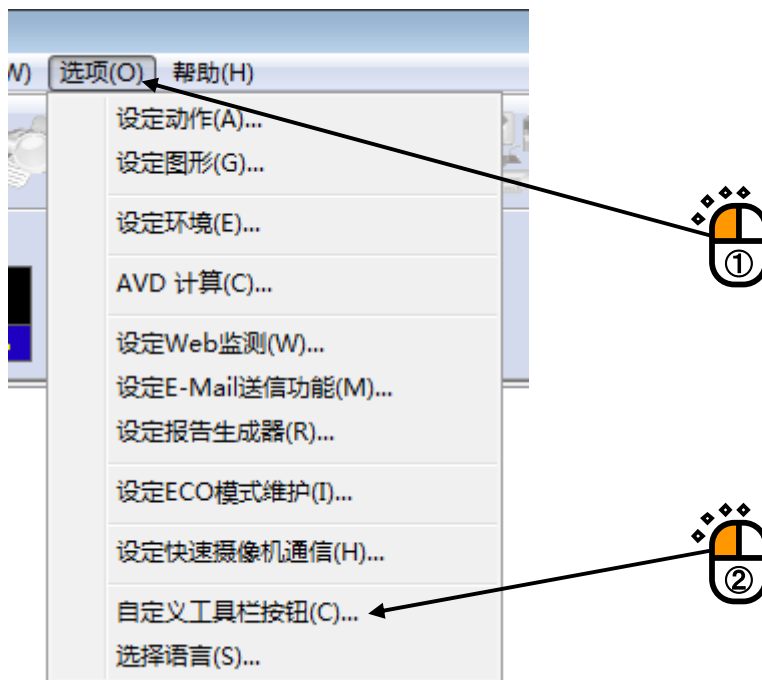 W) 选项(O) 帮助(H)
设定动作(A)...
设定图形(G)...
设定环境(E)...
①
AVD 计算(C)...
设定Web监测(W)...
设定E-Mail送信功能(M)...
设定报告生成器(R)...
设定ECO模式维护(I)...
设定快速摄像机通信(H)...
②
自定义工具栏按钮(C)...
选择语言(S)...